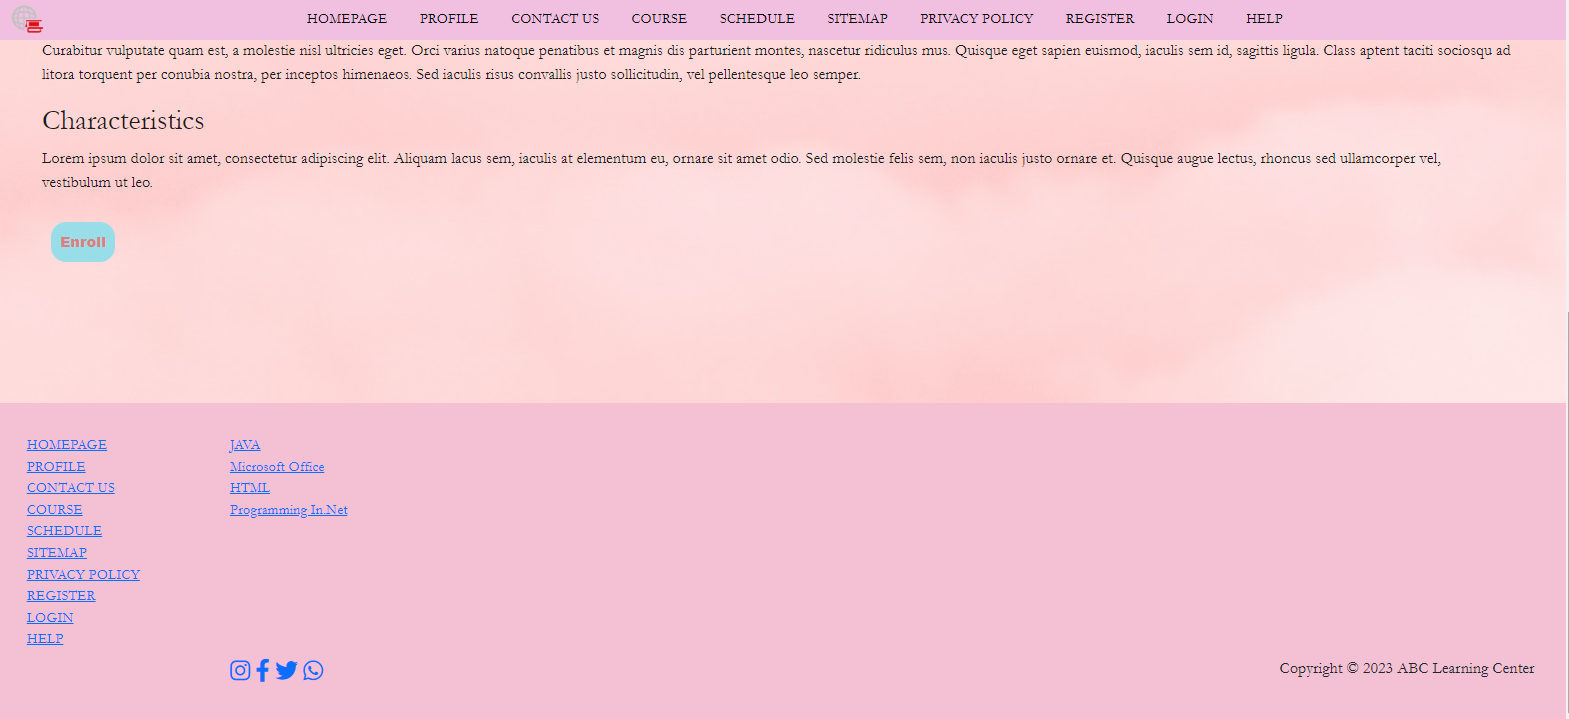 HOMEPAGE PROFILE CONTACT US COURSE SCHEDULE SITEMAP PRIVACY POLICY REGISTER LOGIN HELP
Curabitur vulputate quam est, a molestie nisl ultricies eget. Orci varius natoque penatibus et magnis dis parturient montes, nascetur ridiculus mus. Quisque eget sapien euismod, iaculis sem id, sagittis ligula. Class aptent taciti sociosqu ad
litora torquent per conubia nostra, per inceptos himenaeos. Sed iaculis risus convallis justo sollicitudin, vel pellentesque leo semper.
Characteristics
Lorem ipsum dolor sit amet, consectetur adipiscing elit. Aliquam lacus sem, iaculis at elementum eu, ornare sit amet odio. Sed molestie felis sem, non iaculis justo ornare et. Quisque augue lectus, rhoncus sed ullamcorper vel,
vestibulum ut leo.
Enroll
HOMEPAGE
PROFILE
CONTACT US
COURSE
SCHEDULE
SITEMAP
PRIVACY POLICY
REGISTER
LOGIN
HELP
JAVA
Microsoft Office
HTML
Programming In.Net
Copyright © 2023 ABC Learning Center